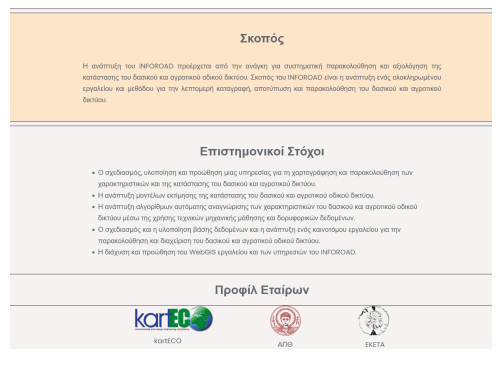 Σκοπός
Η ανάπτυξη του INFOROAD προέρχεται από την ανάγκη για συστηματική παρακολούθηση και αξιολόγηση της
κατάστασης του δασικού και αγροτικού οδικού δικτύου. Σκοπός του INFOROAD είναι η ανάπτυξη ενός ολοκληρωμένου
εργαλείου και μεθόδου για την λεπτομερή καταγραφή, αποτύπωση και παρακολούθηση του δασικού και αγροτικού
δικτύου.
Επιστημονικοί Στόχοι
• Ο σχεδιασμός, υλοποίηση και προώθηση μιας υπηρεσίας για τη χαρτογράφηση και παρακολούθηση των
χαρακτηριστικών και της κατάστασης του δασικού και αγροτικού οδικού δικτύου.
• Η ανάπτυξη μοντέλων εκτίμησης της κατάστασης του δασικού και αγροτικού οδικού δικτύου.
• Η ανάπτυξη αλγορίθμων αυτόματης αναγνώρισης των χαρακτηριστικών του δασικού και αγροτικού οδικού
δικτύου μέσω της χρήσης τεχνικών μηχανικής μάθησης και δορυφορικών δεδομένων.
• Ο σχεδιασμός και η υλοποίηση βάσης δεδομένων και η ανάπτυξη ενός καινοτόμου εργαλείου για την
παρακολούθηση και διαχείριση του δασικού και αγροτικού οδικού δικτύου.
• Η διάχυση και προώθηση του WebGIS εργαλείου και των υπηρεσιών του INFOROAD.
Προφίλ Εταίρων
kartECO
kartECO
ΑΠΘ
ΕΚΕΤΑ